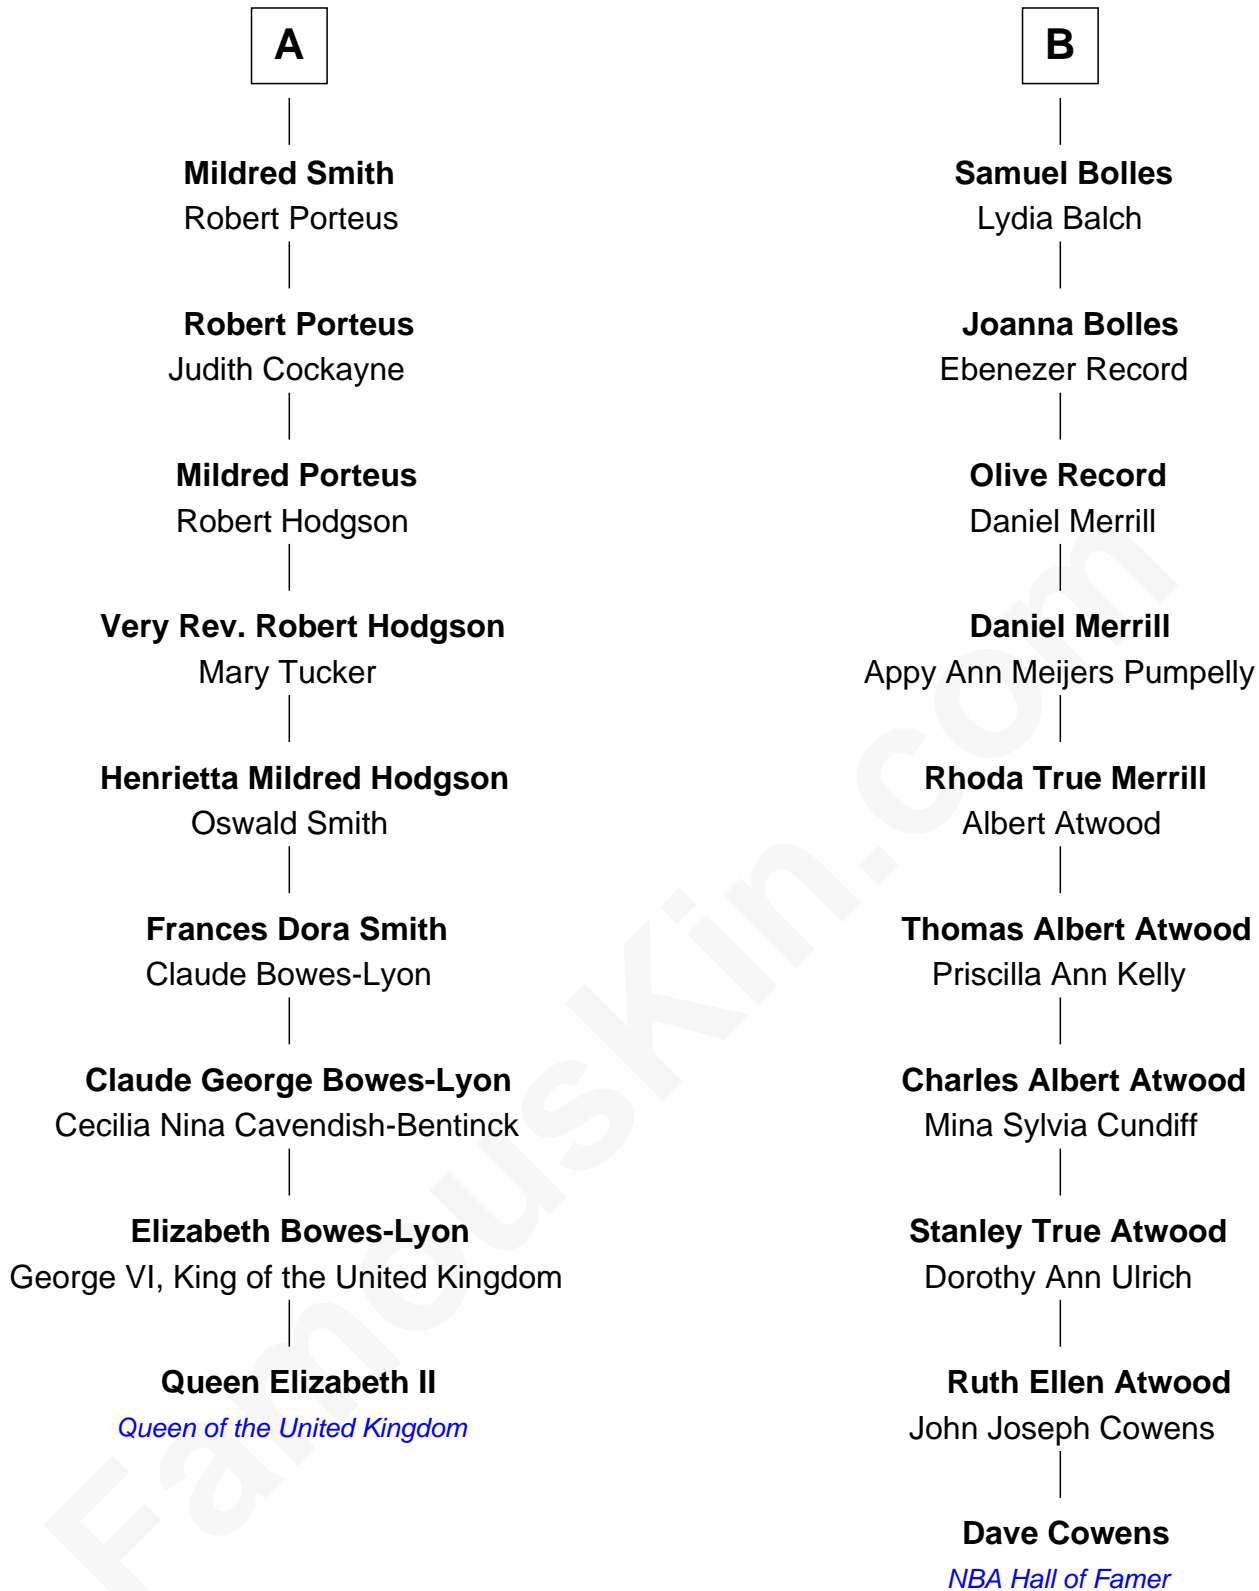 A
Mildred Smith
Robert Porteus
Robert Porteus
Judith Cockayne
Mildred Porteus
Robert Hodgson
Very Rev. Robert Hodgson
Mary Tucker
Henrietta Mildred Hodgson
Oswald Smith
Frances Dora Smith
Claude Bowes-Lyon
Claude George Bowes-Lyon
Cecilia Nina Cavendish-Bentinck
Elizabeth Bowes-Lyon
George VI, King of the United Kingdom
Queen Elizabeth II
Queen of the United Kingdom
B
Samuel Bolles
Lydia Balch
Joanna Bolles
Ebenezer Record
Olive Record
Daniel Merrill
Daniel Merrill
Appy Ann Meijers Pumpelly
Rhoda True Merrill
Albert Atwood
Thomas Albert Atwood
Priscilla Ann Kelly
Charles Albert Atwood
Mina Sylvia Cundiff
Stanley True Atwood
Dorothy Ann Ulrich
Ruth Ellen Atwood
John Joseph Cowens
Dave Cowens
NBA Hall of Famer
FamousKin.com